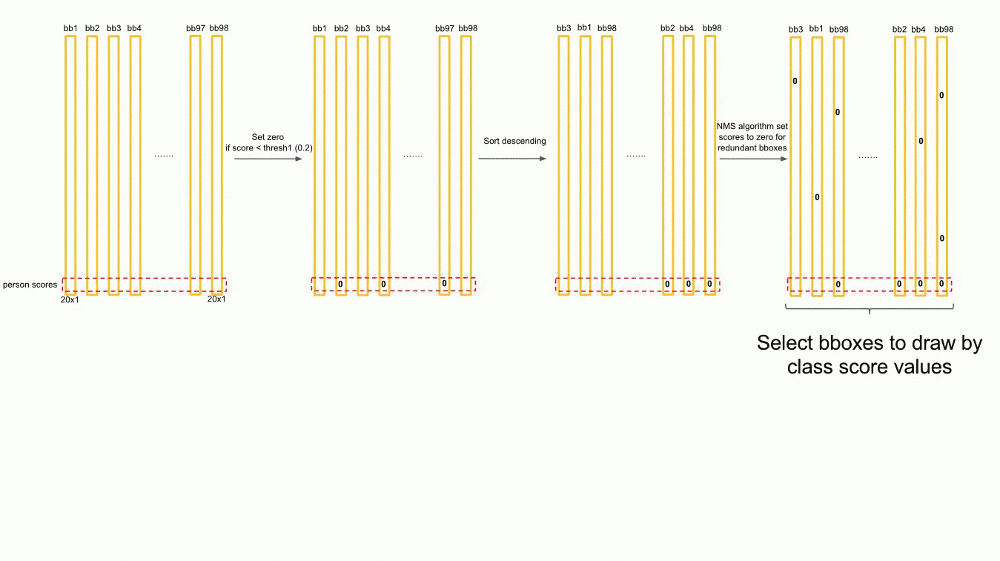 bb1 bb2 bb3 bb4 bb97 bb98
bb1 bb2 bb3 bb4 bb97 bb98
bb3 bb1 bb98 bb2 bb4 bb98
bb3 bb1 bb98 bb2 bb4 bb98
0
0
0
NMS algorithm set
scores to zero for
redundant bboxes
Set zero
if score < thresh1 (0.2)
Sort descending
0
....... ....... ....... .......
0
0
person scores
0 0 0
0 0 0
0 0 0 0
20x1 20x1
Select bboxes to draw by
class score values